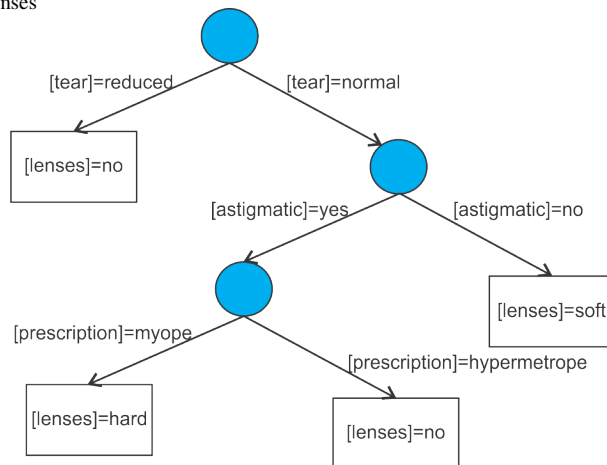 [tear]=reduced
[tear]=normal
[lenses]=no
[astigmatic]=yes
[astigmatic]=no
[lenses]=soft
[prescription]=myope
[prescription]=hypermetrope
[lenses]=hard
[lenses]=no